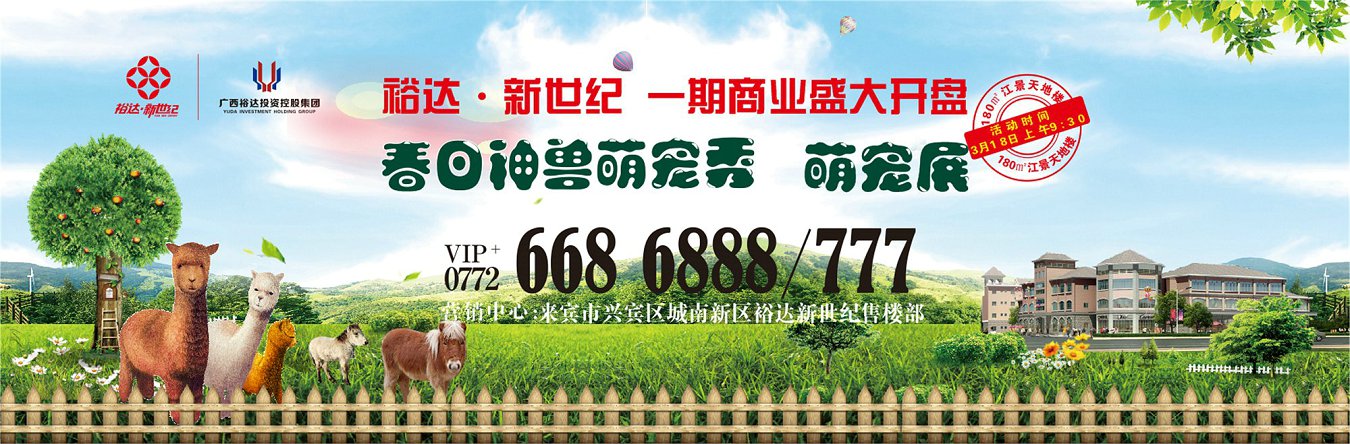 裕达·新世纪
YUDA NEW CENTURY
广西裕达投资控股集团
YUDA INVESTMENT HOLDING GROUP
裕达·新世纪 一期商业盛大开盘
180㎡江景天地楼
活动时间
3月18日上午9:30
180㎡江景天地楼
春日神兽萌宠秀 萌宠展
VIP+
0772
668 6888/777
营销中心:来宾市兴宾区城南新区裕达新世纪售楼部